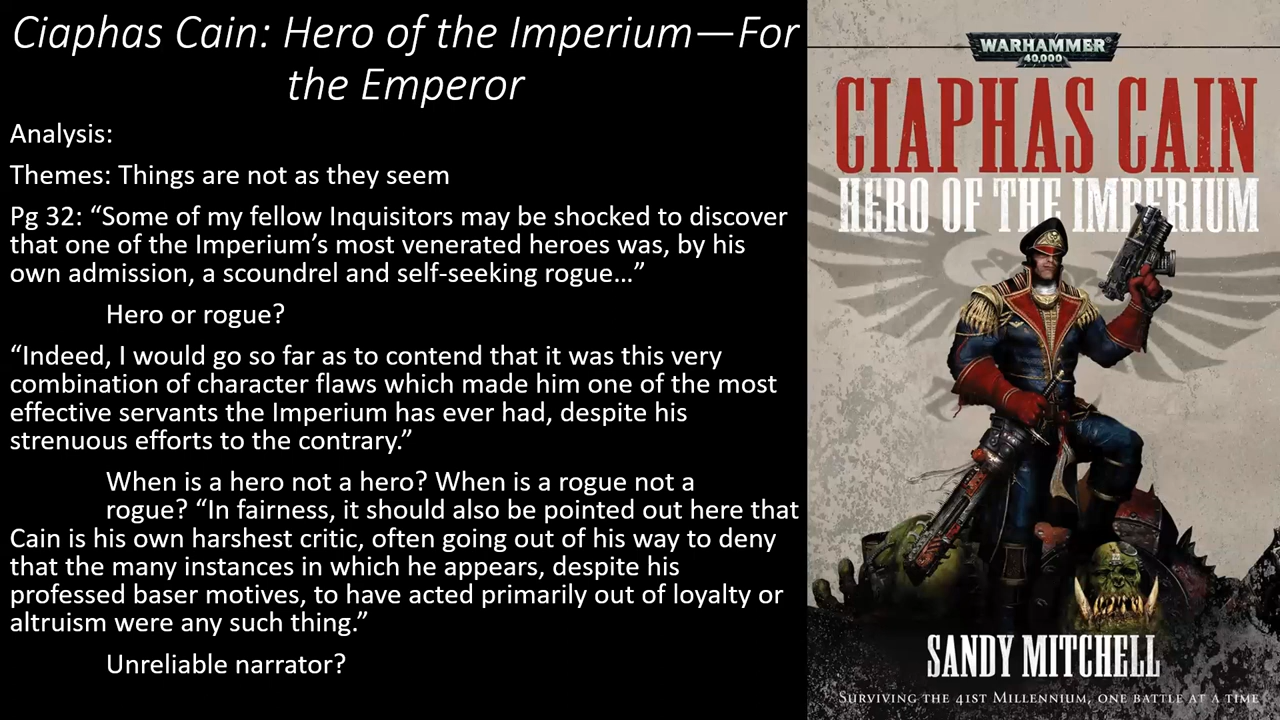 Ciaphas Cain: Hero of the Imperium—For
the Emperor
Analysis:
Themes: Things are not as they seem
Pg 32: “Some of my fellow Inquisitors may be shocked to discover
that one of the Imperium’s most venerated heroes was, by his
own admission, a scoundrel and self-seeking rogue…”
Hero or rogue?
“Indeed, I would go so far as to contend that it was this very
combination of character flaws which made him one of the most
effective servants the Imperium has ever had, despite his
strenuous efforts to the contrary.”
When is a hero not a hero? When is a rogue not a
rogue? “In fairness, it should also be pointed out here that
Cain is his own harshest critic, often going out of his way to deny
that the many instances in which he appears, despite his
professed baser motives, to have acted primarily out of loyalty or
altruism were any such thing.”
Unreliable narrator?
WARHAMMER
40,000
CIAPHAS CAIN
HERO OF THE IMPERIUM
SANDY MITCHELL
SURVIVING THE 41ST MILLENNIUM, ONE BATTLE AT A TIME